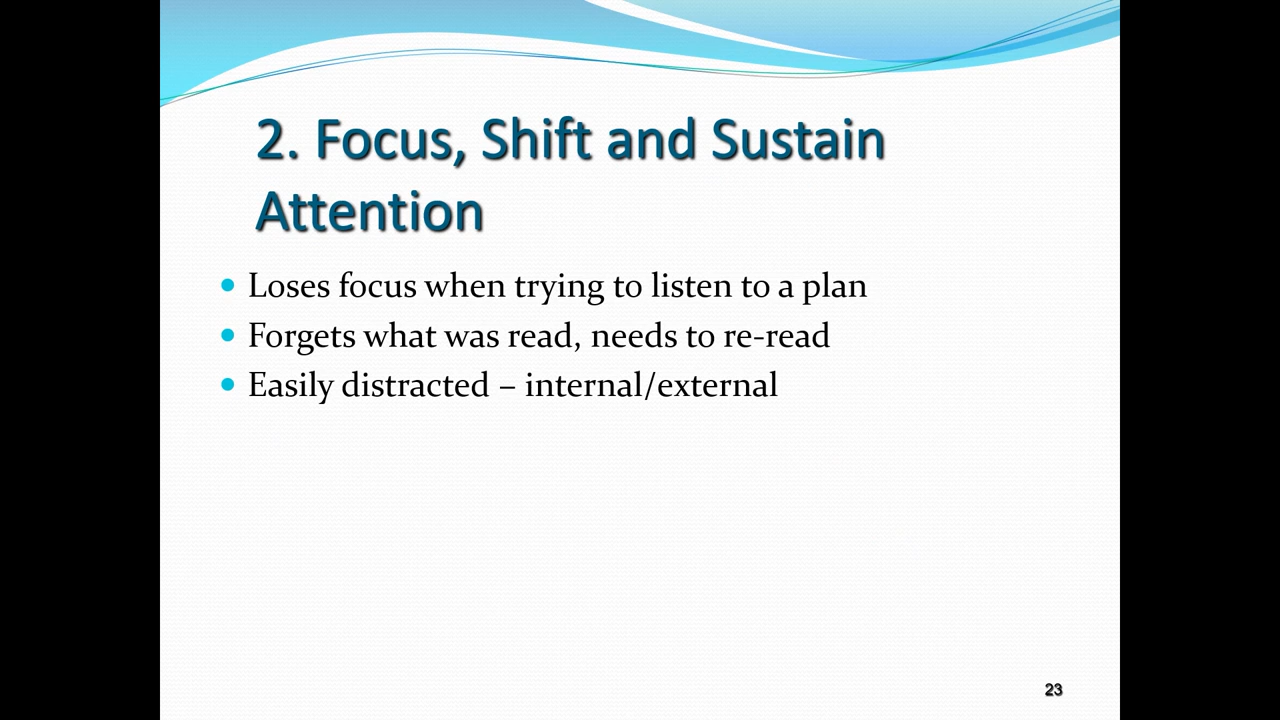 2. Focus, Shift and Sustain
Attention
• Loses focus when trying to listen to a plan
• Forgets what was read, needs to re-read
• Easily distracted – internal/external
23